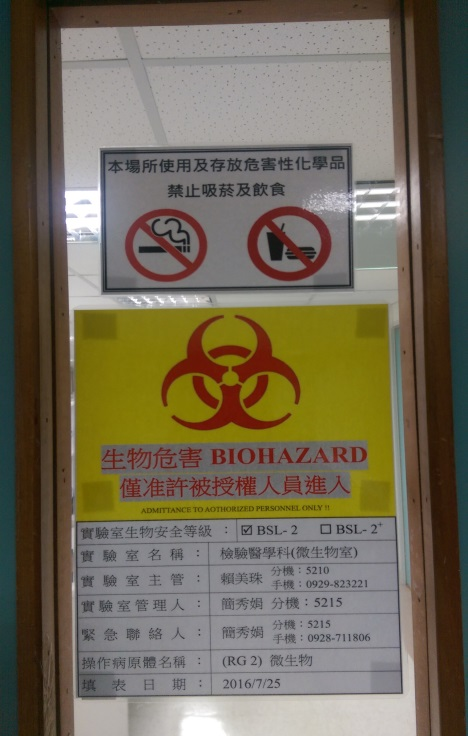 本場所使用及存放危害性化學品
禁止吸菸及飲食
生物危害 BIOHAZARD
僅准許被授權人員進入
ADMITTANCE TO AOTHORIZED PERSONNEL ONLY !!
實驗室生物安全等級 : ☑ BSL- 2 ☐ BSL- 2⁺
實驗室名稱 : 檢驗醫學科(微生物室)
實驗室主管 : 賴美珠 分機:5210
手機:0929-823221
實驗室管理人 : 簡秀娟 分機:5215
緊急聯絡人 : 簡秀娟 分機:5215
手機:0928-711806
操作病原體名稱 : (RG 2) 微生物
填表日期 : 2016/7/25